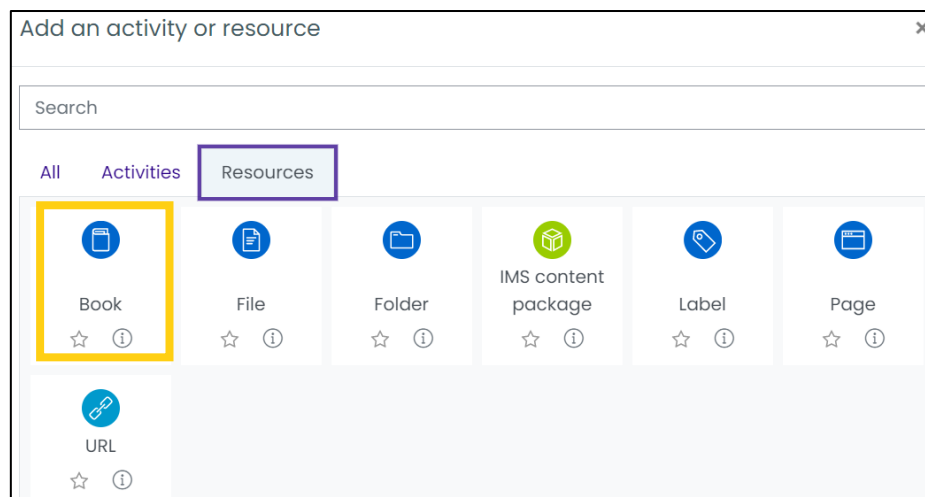 Add an activity or resource
Search
All Activities Resources
Book File Folder IMS content package Label Page
URL